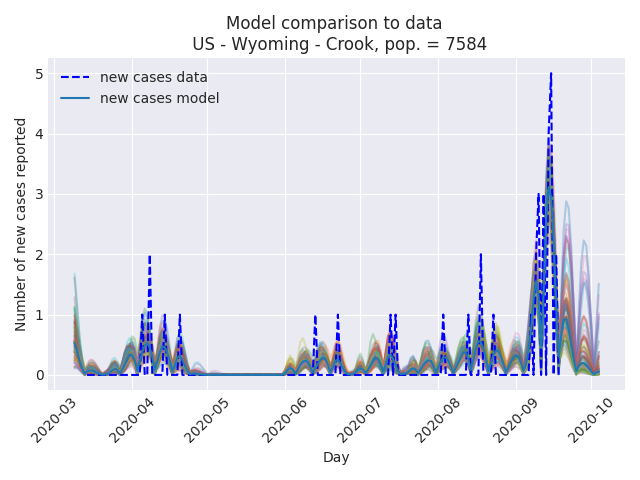 Model comparison to data
US - Wyoming - Crook, pop. = 7584
new cases data
new cases model
Number of new cases reported
5
4
3
2
1
0
2020-03
2020-04
2020-05
2020-06
2020-07
2020-08
2020-09
2020-10
Day